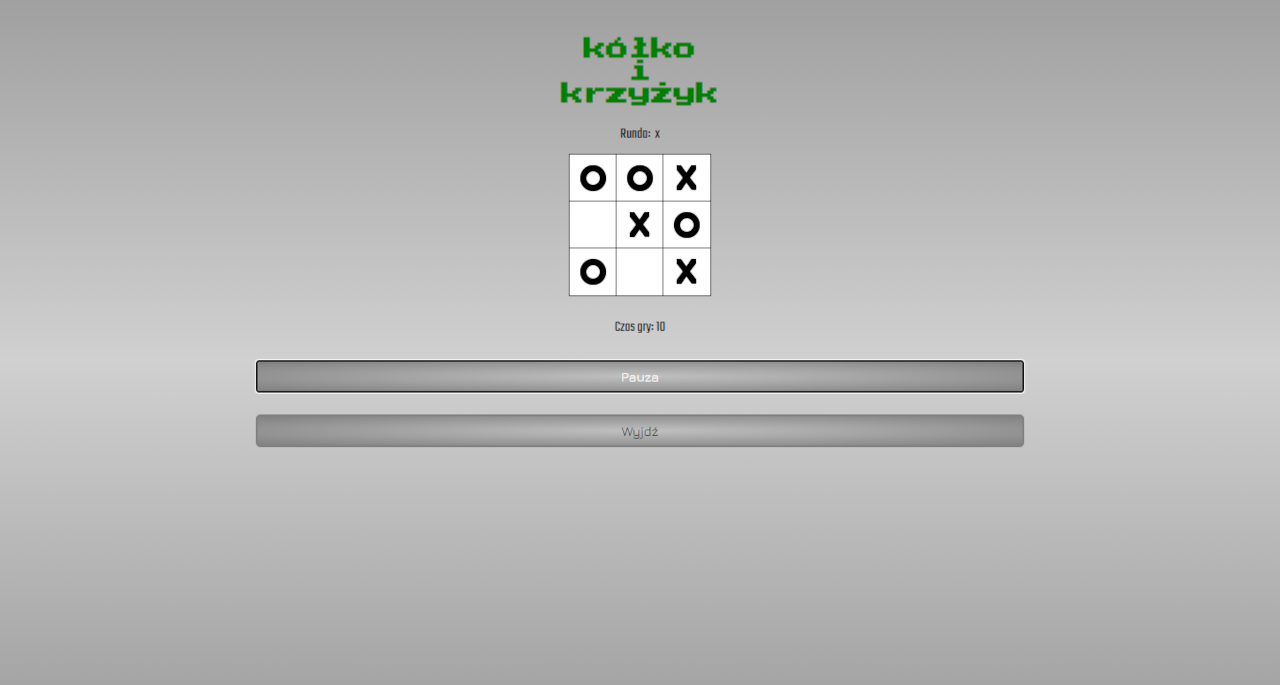 kółko
i
krzyżyk
Runda: x
O O X
X O
O X
Czas gry: 10
Pauza
Wyjdź